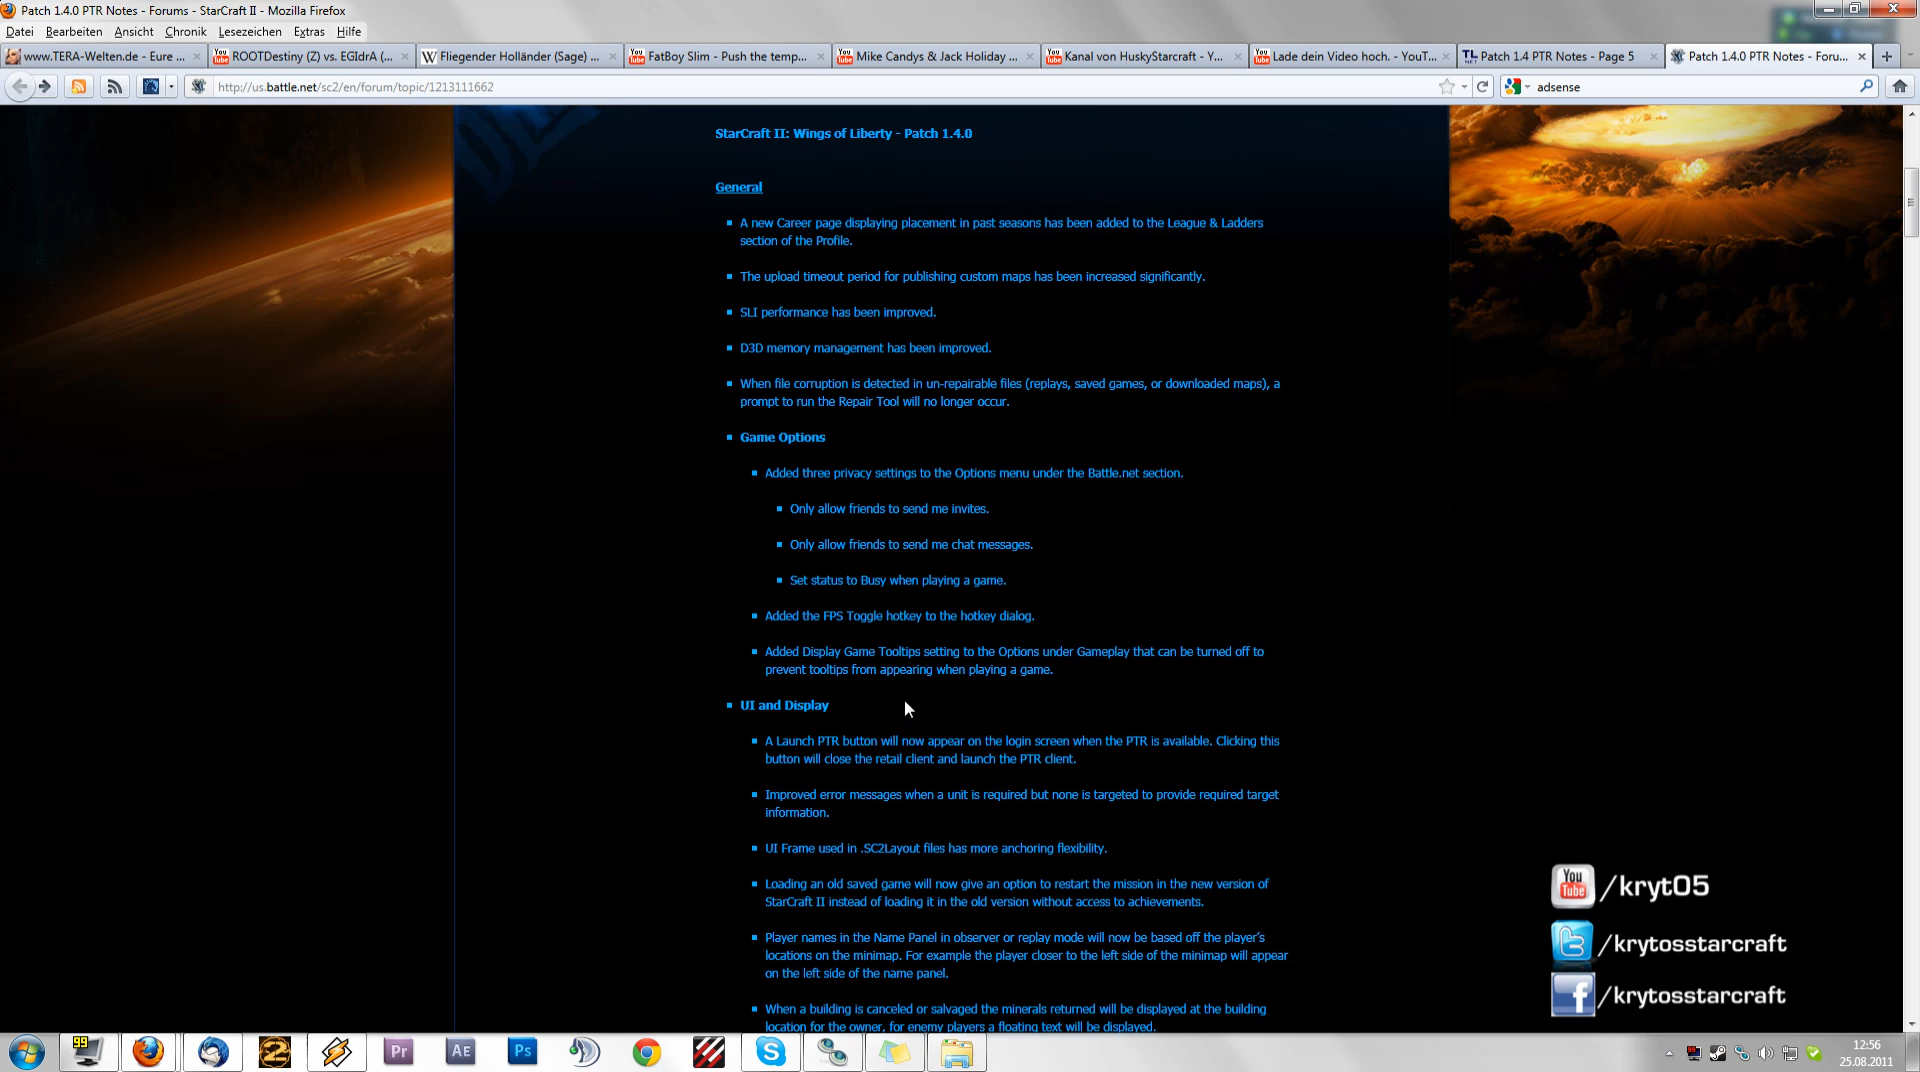 Patch 1.4.0 PTR Notes - Forums - StarCraft II - Mozilla Firefox
Datei Bearbeiten Ansicht Chronik Lesezeichen Extras Hilfe
www.TERA-Welten.de - Eure ...
ROOTDestiny (Z) vs. EGIdrA (...
Fliegender Holländer (Sage) ...
FatBoy Slim - Push the temp...
Mike Candys & Jack Holiday ...
Kanal von HuskyStarcraft - Y...
Lade dein Video hoch. - YouT...
Patch 1.4 PTR Notes - Page 5
Patch 1.4.0 PTR Notes - Foru...
http://us.battle.net/sc2/en/forum/topic/1213111662
adsense
StarCraft II: Wings of Liberty - Patch 1.4.0
General
A new Career page displaying placement in past seasons has been added to the League & Ladders
section of the Profile.
The upload timeout period for publishing custom maps has been increased significantly.
SLI performance has been improved.
D3D memory management has been improved.
When file corruption is detected in un-repairable files (replays, saved games, or downloaded maps), a
prompt to run the Repair Tool will no longer occur.
Game Options
Added three privacy settings to the Options menu under the Battle.net section.
Only allow friends to send me invites.
Only allow friends to send me chat messages.
Set status to Busy when playing a game.
Added the FPS Toggle hotkey to the hotkey dialog.
Added Display Game Tooltips setting to the Options under Gameplay that can be turned off to
prevent tooltips from appearing when playing a game.
UI and Display
A Launch PTR button will now appear on the login screen when the PTR is available. Clicking this
button will close the retail client and launch the PTR client.
Improved error messages when a unit is required but none is targeted to provide required target
information.
UI Frame used in .SC2Layout files has more anchoring flexibility.
Loading an old saved game will now give an option to restart the mission in the new version of
StarCraft II instead of loading it in the old version without access to achievements.
Player names in the Name Panel in observer or replay mode will now be based off the player's
locations on the minimap. For example the player closer to the left side of the minimap will appear
on the left side of the name panel.
When a building is canceled or salvaged the minerals returned will be displayed at the building
location for the owner, for enemy players a floating text will be displayed.
You Tube /kryt05
/krytosstarcraft
/krytosstarcraft
99
2
Pr
AE
Ps
12:56
25.08.2011